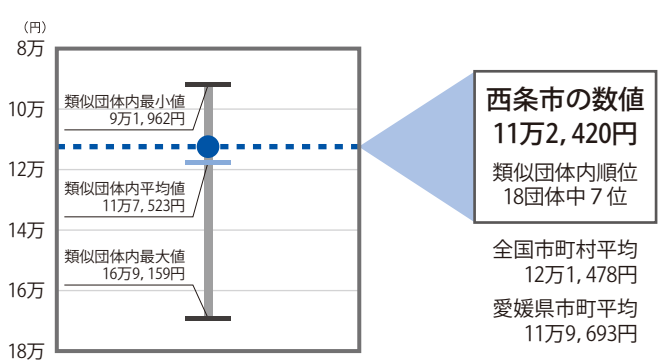 (円)
8万
10万
12万
14万
16万
18万
類似団体内最小値
9万1,962円
類似団体内平均値
11万7,523円
類似団体内最大値
16万9,159円
西条市の数値
11万2,420円
類似団体内順位
18団体中7位
全国市町村平均
12万1,478円
愛媛県市町平均
11万9,693円